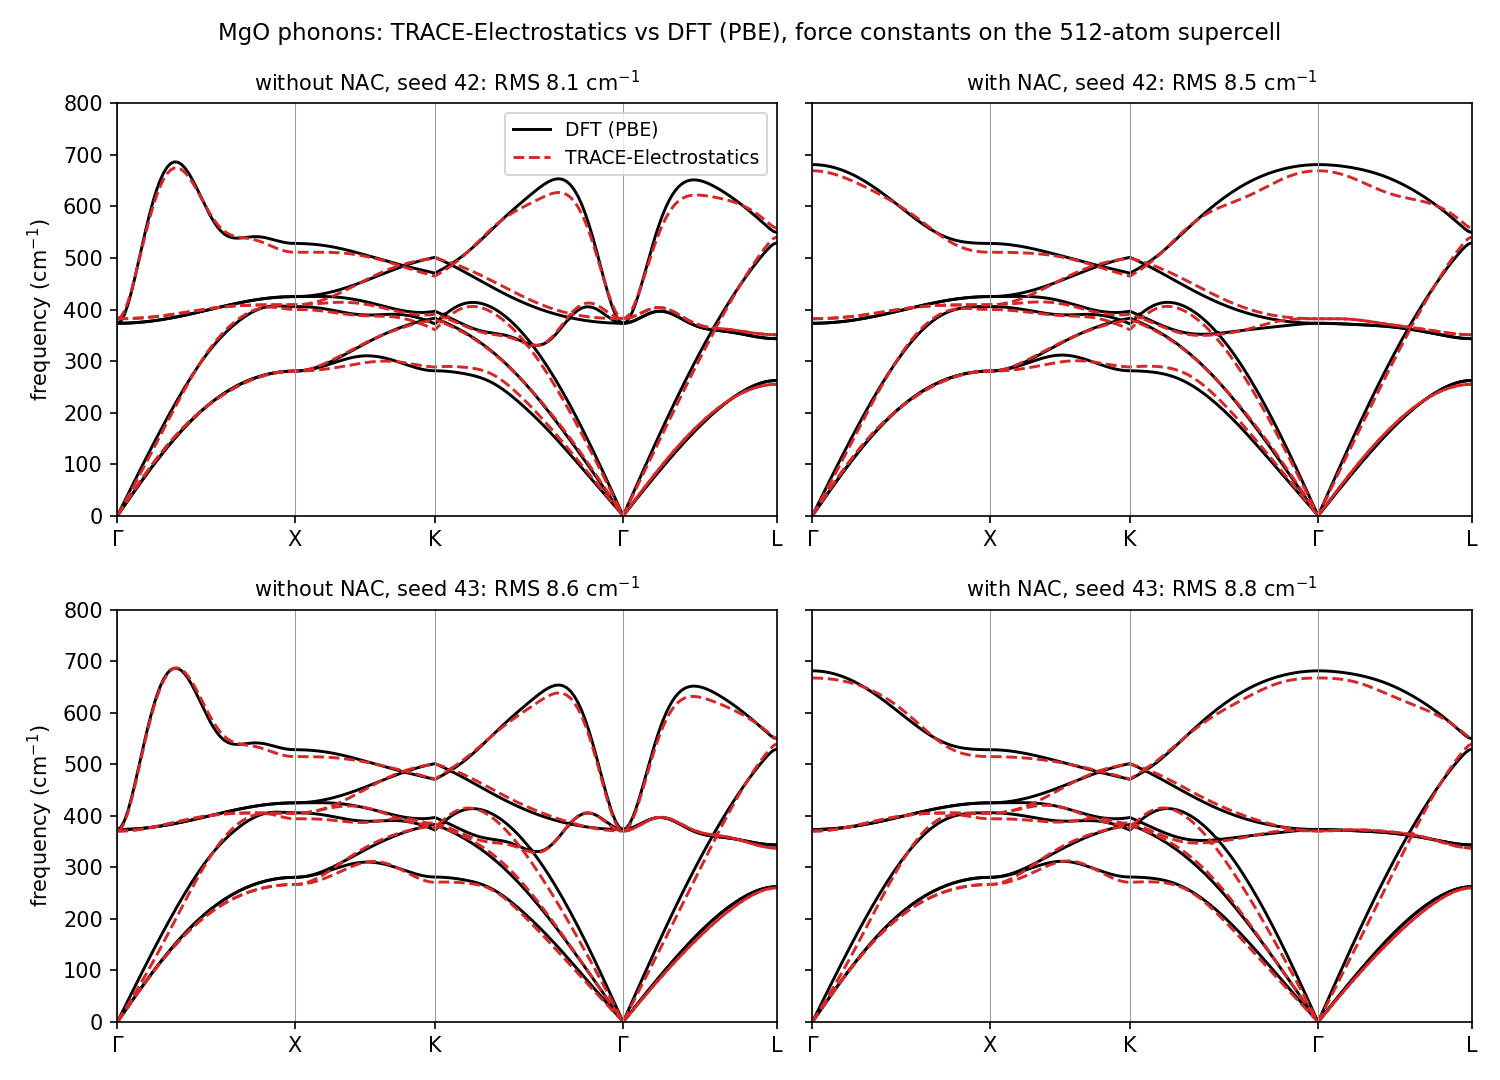 MgO phonons: TRACE-Electrostatics vs DFT (PBE), force constants on the 512-atom supercell
without NAC, seed 42: RMS 8.1 cm⁻¹
with NAC, seed 42: RMS 8.5 cm⁻¹
800
700
600
500
400
300
200
100
0
frequency (cm⁻¹)
DFT (PBE)
TRACE-Electrostatics
Γ X K Γ L
Γ X K Γ L
without NAC, seed 43: RMS 8.6 cm⁻¹
with NAC, seed 43: RMS 8.8 cm⁻¹
800
700
600
500
400
300
200
100
0
frequency (cm⁻¹)
Γ X K Γ L
Γ X K Γ L